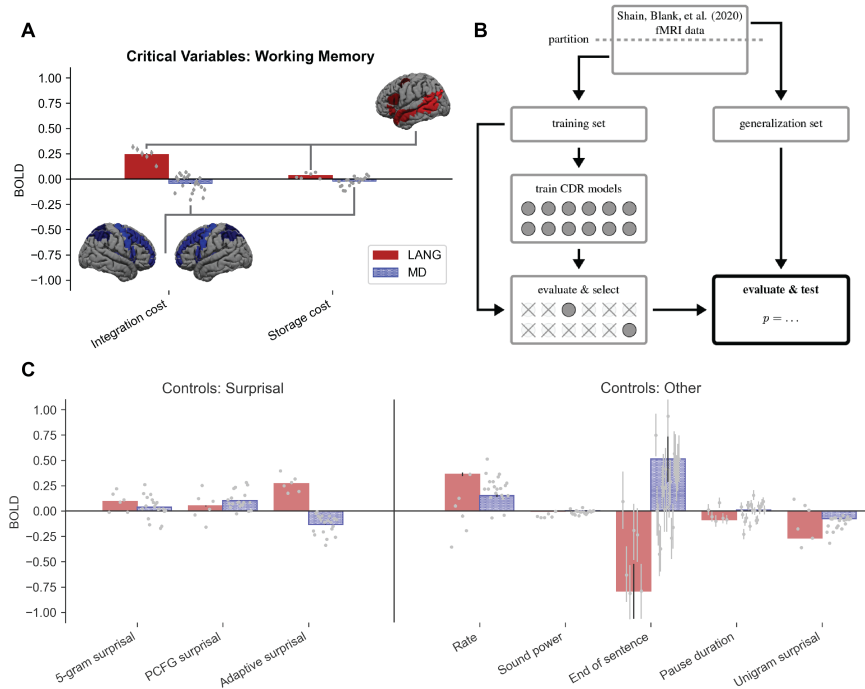 A
Critical Variables: Working Memory
1.00
0.75
0.50
0.25
0.00
−0.25
−0.50
−0.75
−1.00
BOLD
LANG
MD
Integration cost
Storage cost
B
Shain, Blank, et al. (2020)
fMRI data
partition
training set
generalization set
train CDR models
evaluate & select
evaluate & test
p = ...
C
Controls: Surprisal
Controls: Other
1.00
0.75
0.50
0.25
0.00
−0.25
−0.50
−0.75
−1.00
BOLD
5-gram surprisal
PCFG surprisal
Adaptive surprisal
Rate
Sound power
End of sentence
Pause duration
Unigram surprisal